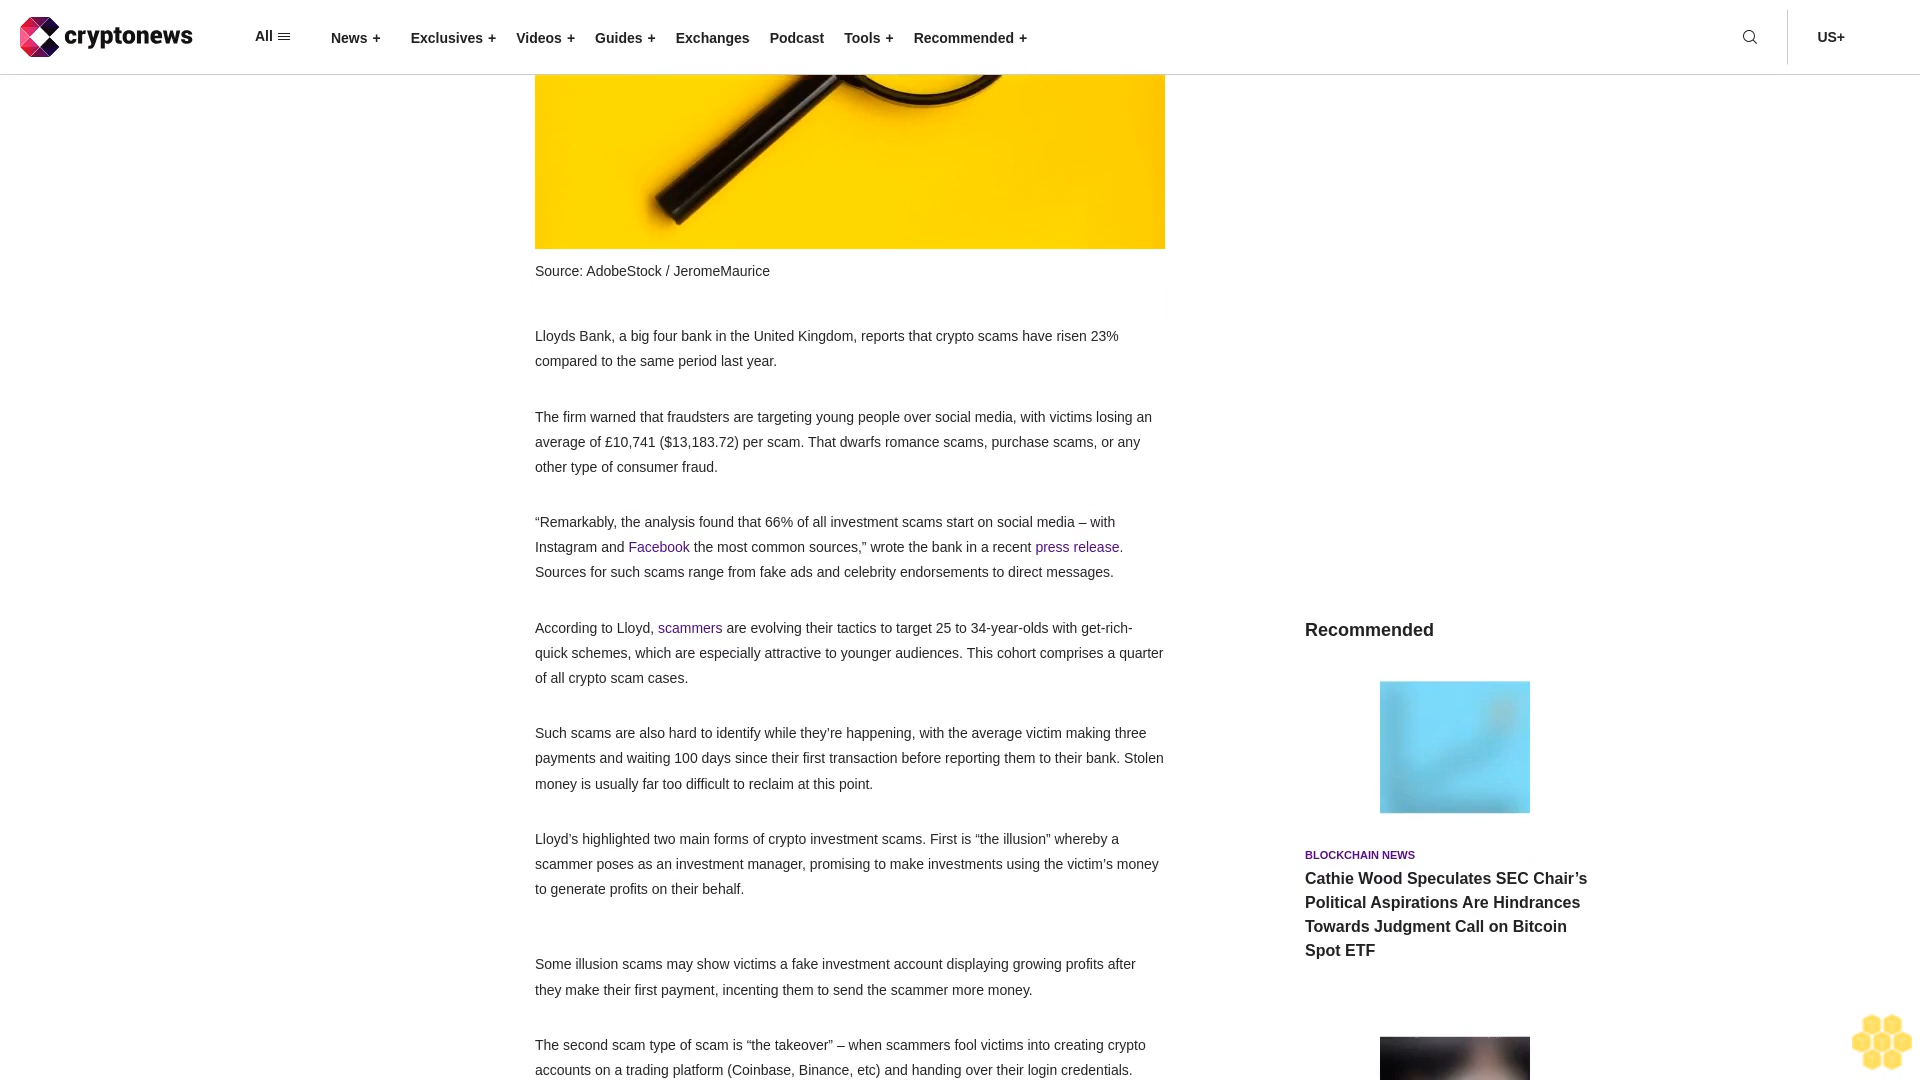 cryptonews
All
News +
Exclusives +
Videos +
Guides +
Exchanges
Podcast
Tools +
Recommended +
US+
Source: AdobeStock / JeromeMaurice
Lloyds Bank, a big four bank in the United Kingdom, reports that crypto scams have risen 23%
compared to the same period last year.
The firm warned that fraudsters are targeting young people over social media, with victims losing an
average of £10,741 ($13,183.72) per scam. That dwarfs romance scams, purchase scams, or any
other type of consumer fraud.
“Remarkably, the analysis found that 66% of all investment scams start on social media – with
Instagram and Facebook the most common sources,” wrote the bank in a recent press release.
Sources for such scams range from fake ads and celebrity endorsements to direct messages.
According to Lloyd, scammers are evolving their tactics to target 25 to 34-year-olds with get-rich-
quick schemes, which are especially attractive to younger audiences. This cohort comprises a quarter
of all crypto scam cases.
Such scams are also hard to identify while they’re happening, with the average victim making three
payments and waiting 100 days since their first transaction before reporting them to their bank. Stolen
money is usually far too difficult to reclaim at this point.
Lloyd’s highlighted two main forms of crypto investment scams. First is “the illusion” whereby a
scammer poses as an investment manager, promising to make investments using the victim’s money
to generate profits on their behalf.
Some illusion scams may show victims a fake investment account displaying growing profits after
they make their first payment, incenting them to send the scammer more money.
The second scam type of scam is “the takeover” – when scammers fool victims into creating crypto
accounts on a trading platform (Coinbase, Binance, etc) and handing over their login credentials.
Recommended
BLOCKCHAIN NEWS
Cathie Wood Speculates SEC Chair’s
Political Aspirations Are Hindrances
Towards Judgment Call on Bitcoin
Spot ETF